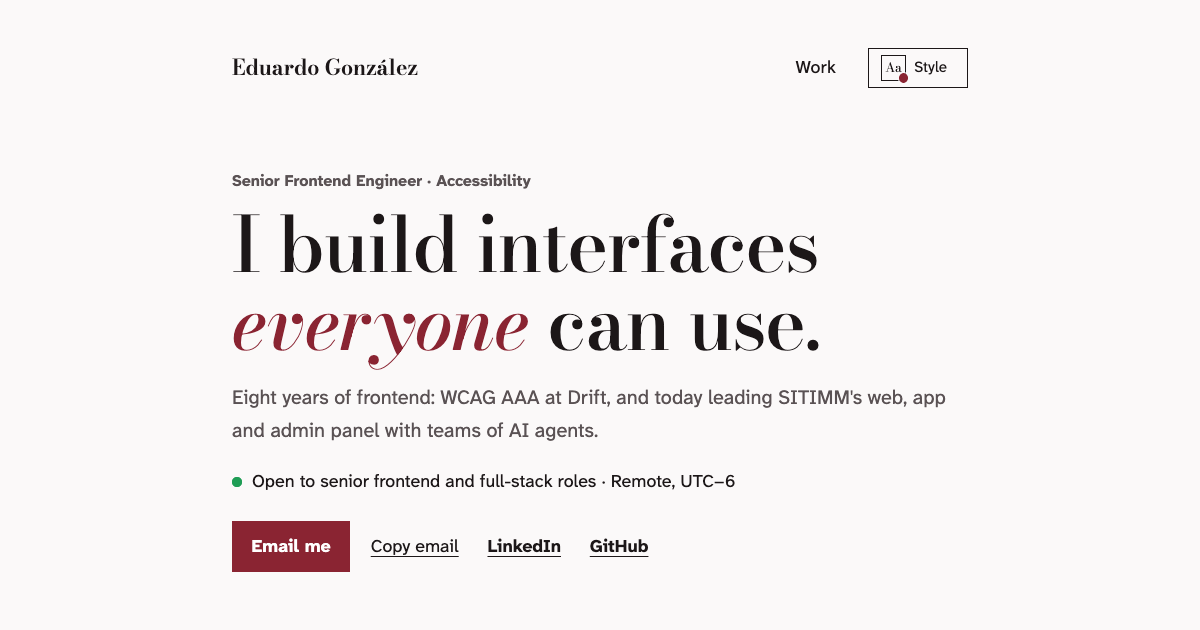 Eduardo González
Work
Aa Style
Senior Frontend Engineer · Accessibility
I build interfaces
everyone can use.
Eight years of frontend: WCAG AAA at Drift, and today leading SITIMM's web, app
and admin panel with teams of AI agents.
Open to senior frontend and full-stack roles · Remote, UTC−6
Email me
Copy email
LinkedIn
GitHub